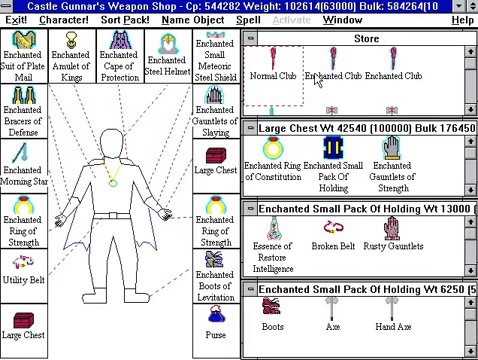 Castle Gunnar's Weapon Shop - Cp: 544282 Weight: 102614(63000) Bulk: 584264(10
Exit! Character! Sort Pack! Name Object Spell Activate Window Help
Enchanted
Suit of Plate
Mail
Enchanted
Amulet of
Kings
Enchanted
Cape of
Protection
Enchanted
Steel Helmet
Enchanted
Small
Meteoric
Steel Shield
Enchanted
Bracers of
Defense
Enchanted
Gauntlets
of Slaying
Enchanted
Morning Star
Large Chest
Enchanted
Ring of
Strength
Enchanted
Ring of
Strength
Utility Belt
Enchanted
Boots of
Levitation
Large Chest
Purse
Store
Normal Club
Enchanted Club
Enchanted Club
Large Chest Wt 42540 (100000) Bulk 176450
Enchanted Ring
of Constitution
Enchanted Small
Pack Of
Holding
Enchanted
Gauntlets of
Strength
Enchanted Small Pack Of Holding Wt 13000 (
Essence of
Restore
Intelligence
Broken Belt
Rusty Gauntlets
Enchanted Small Pack Of Holding Wt 6250 (5
Boots
Axe
Hand Axe